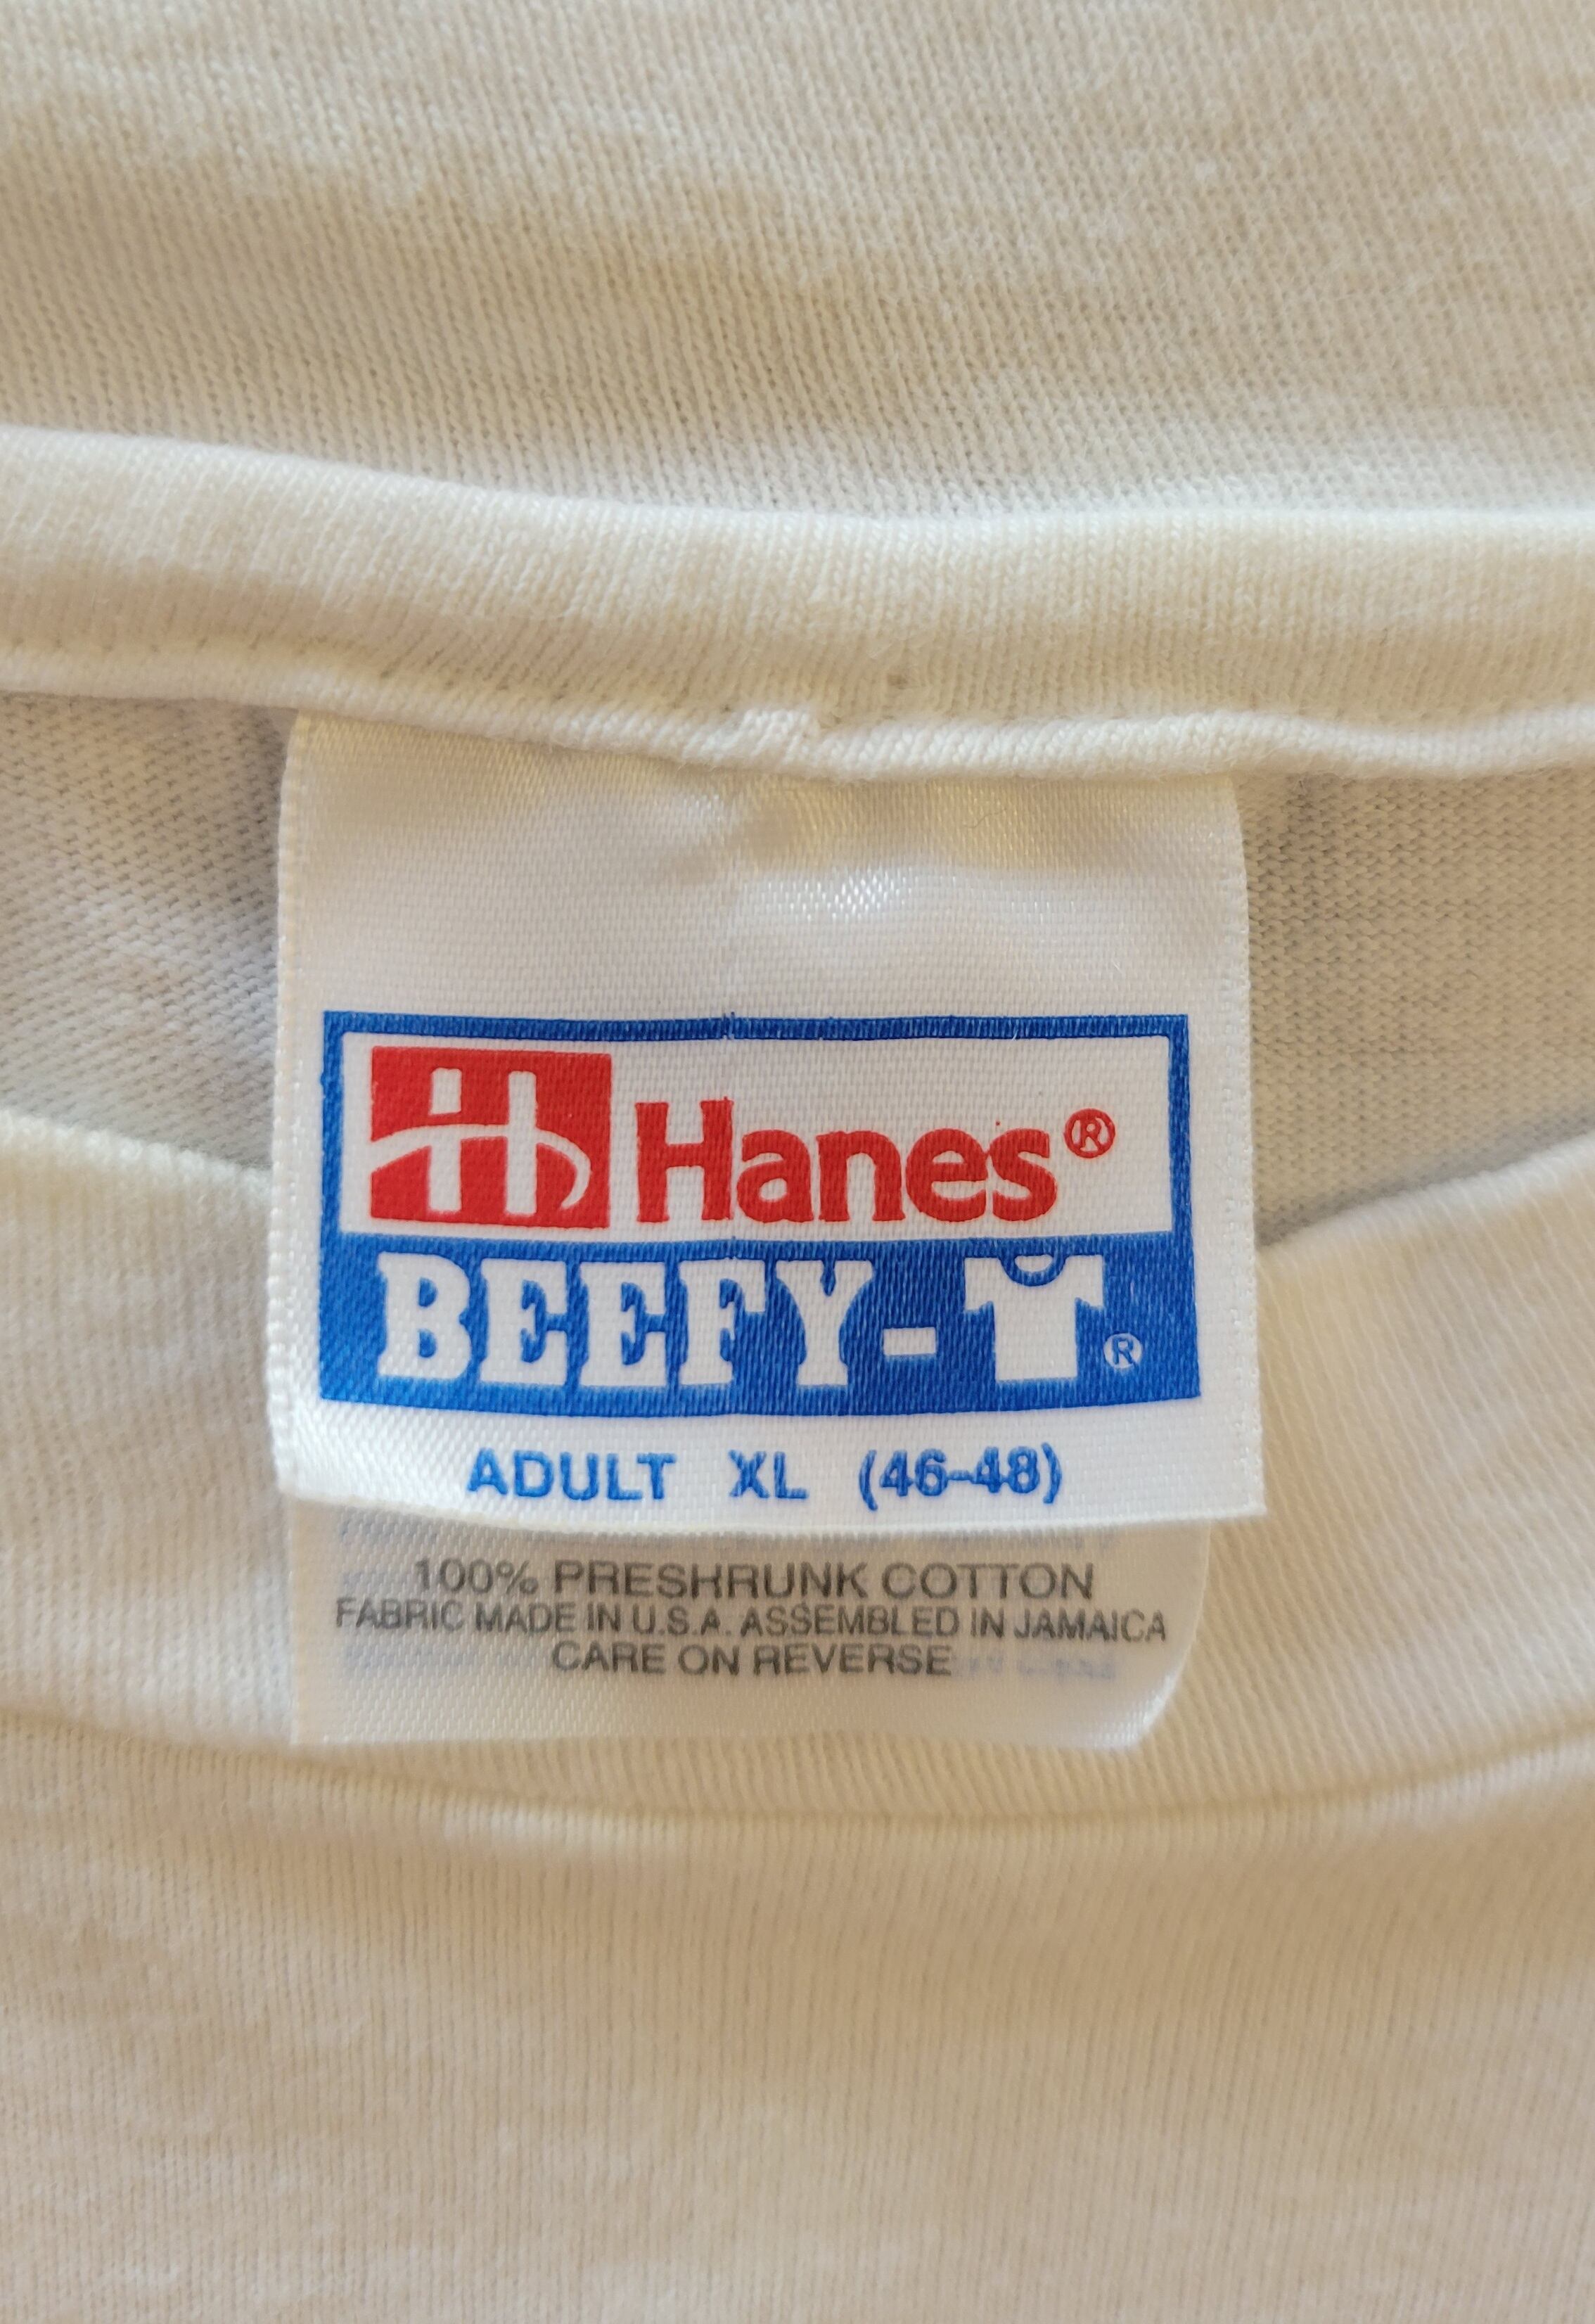 H Hanes®
BEEFY-T®
ADULT XL (46-48)
100% PRESHRUNK COTTON
FABRIC MADE IN U.S.A. ASSEMBLED IN JAMAICA
CARE ON REVERSE